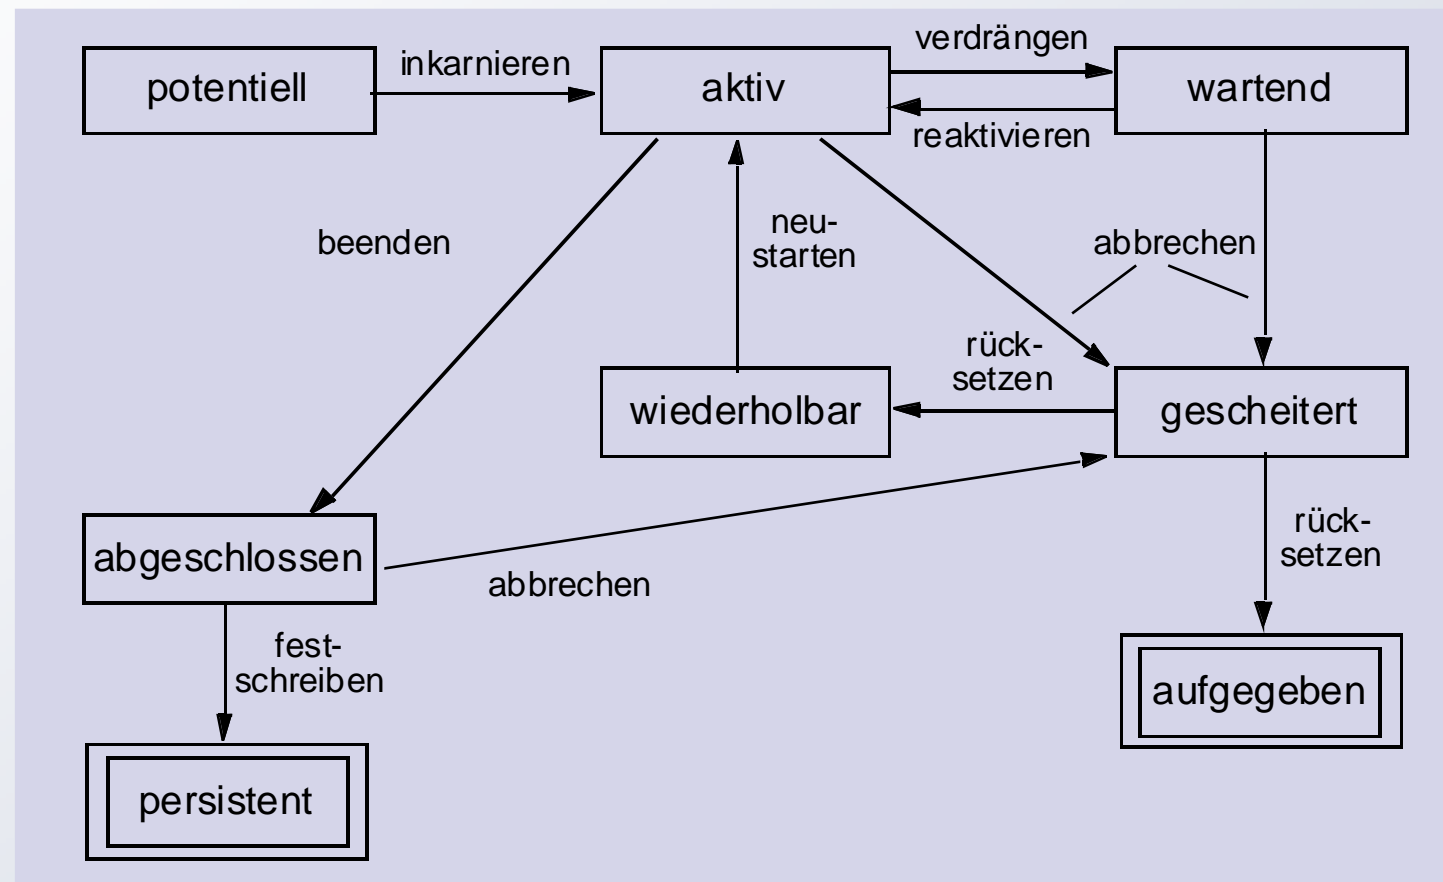 verdrängen
potentiell
inkarnieren
aktiv
wartend
reaktivieren
beenden
neu-
starten
abbrechen
rück-
setzen
wiederholbar
gescheitert
abgeschlossen
abbrechen
rück-
setzen
fest-
schreiben
aufgegeben
persistent